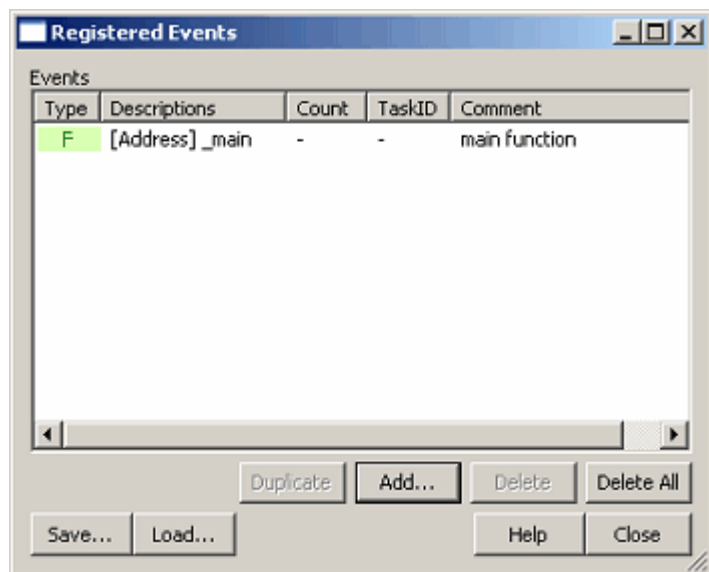 Registered Events
Events
Type Descriptions Count TaskID Comment
F [Address] _main - - main function
Duplicate Add... Delete Delete All
Save... Load... Help Close